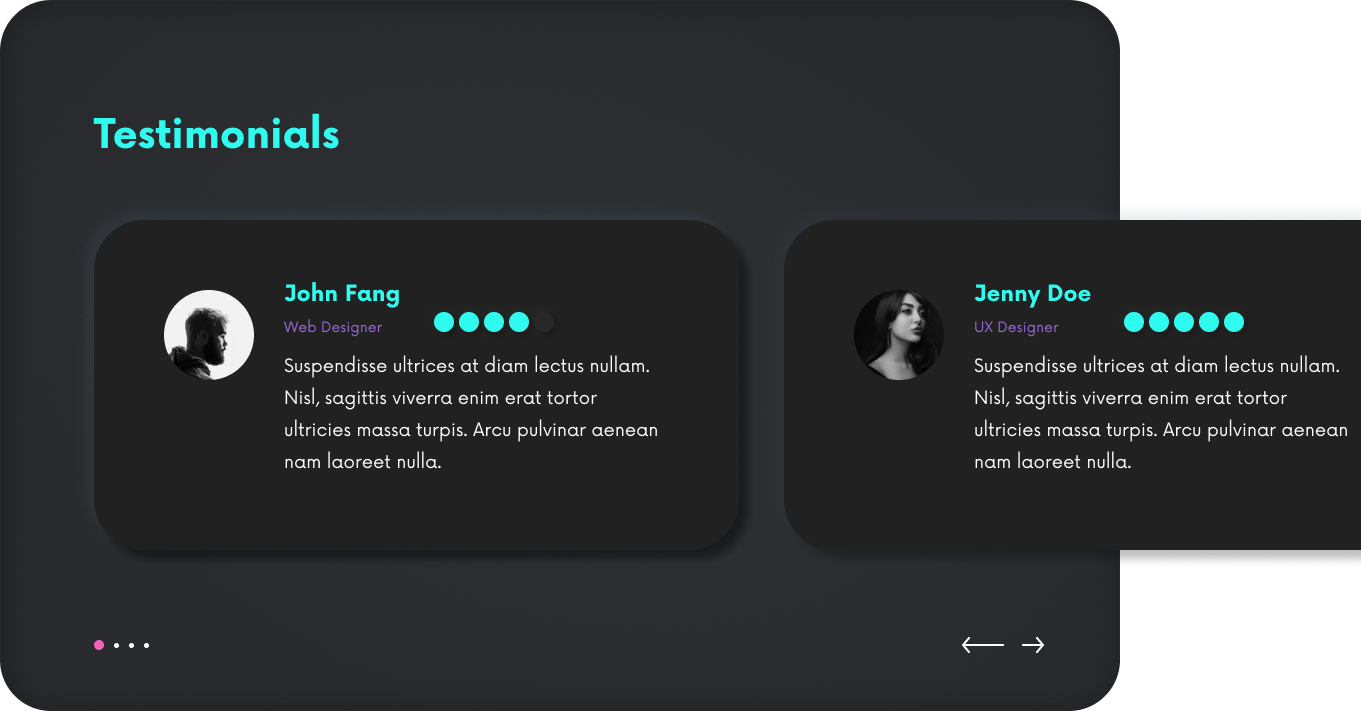 Testimonials
John Fang
Web Designer
Suspendisse ultrices at diam lectus nullam.
Nisl, sagittis viverra enim erat tortor
ultricies massa turpis. Arcu pulvinar aenean
nam laoreet nulla.
Jenny Doe
UX Designer
Suspendisse ultrices at diam lectus nullam.
Nisl, sagittis viverra enim erat tortor
ultricies massa turpis. Arcu pulvinar aenean
nam laoreet nulla.